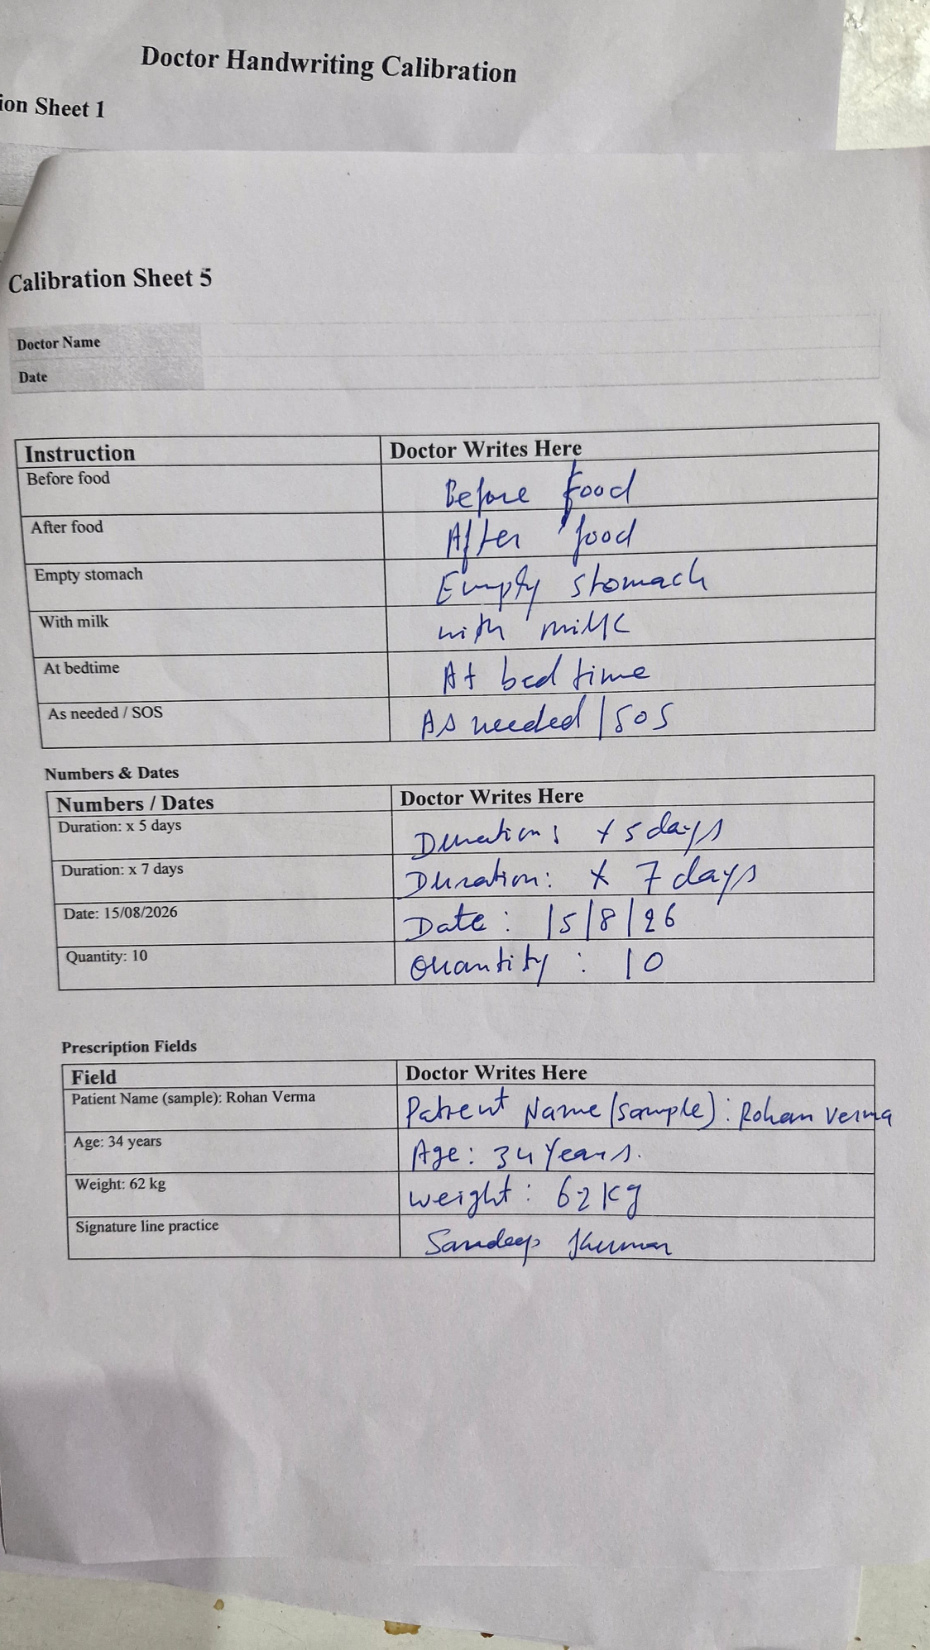 Doctor Handwriting Calibration
ion Sheet 1
Calibration Sheet 5
Doctor Name
Date
Instruction Doctor Writes Here
Before food Before food
After food After food
Empty stomach Empty stomach
With milk with milk
At bedtime At bed time
As needed / SOS As needed / SOS
Numbers & Dates
Numbers / Dates Doctor Writes Here
Duration: x 5 days Duration: x 5 days
Duration: x 7 days Duration: x 7 days
Date: 15/08/2026 Date: 15/8/26
Quantity: 10 Quantity: 10
Prescription Fields
Field Doctor Writes Here
Patient Name (sample): Rohan Verma Patient Name (sample): Rohan Verma
Age: 34 years Age: 34 Years.
Weight: 62 kg Weight: 62 kg
Signature line practice Sandeep Kumar